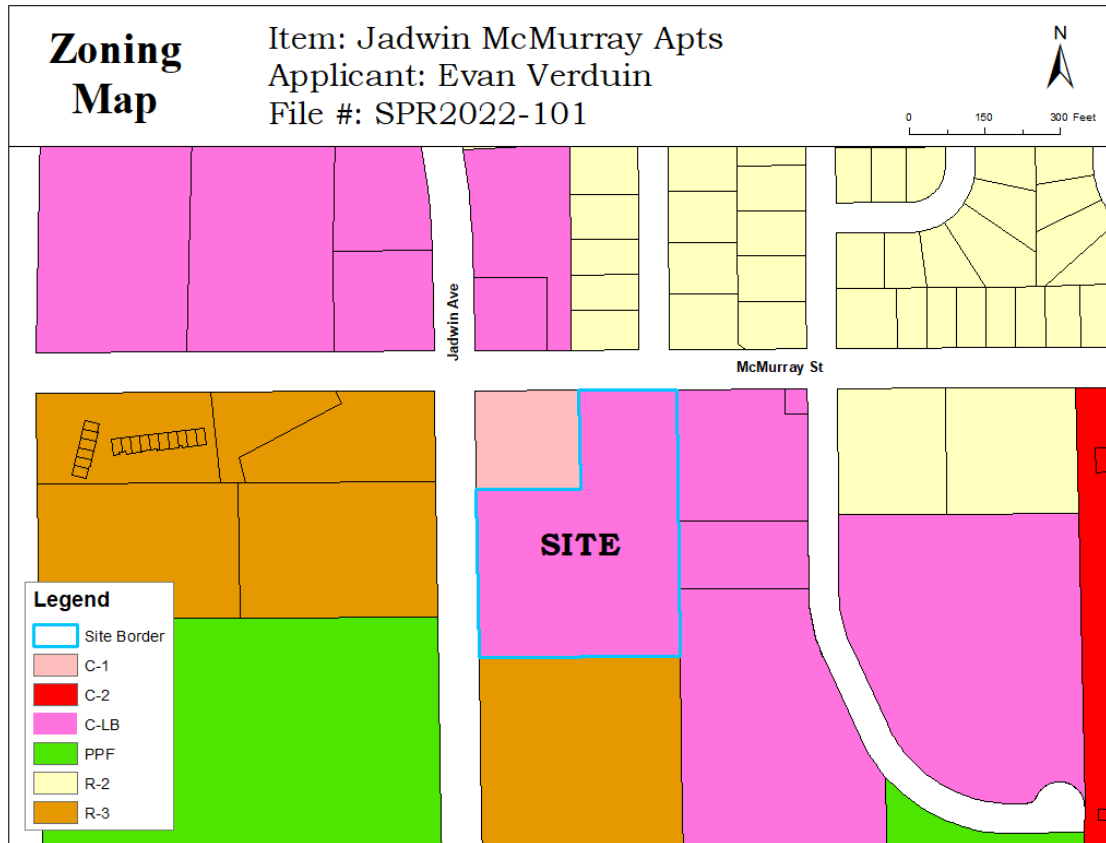 Zoning
Map
Item: Jadwin McMurray Apts
Applicant: Evan Verduin
File #: SPR2022-101
N
0 150 300 Feet
Jadwin Ave
McMurray St
SITE
Legend
Site Border
C-1
C-2
C-LB
PPF
R-2
R-3